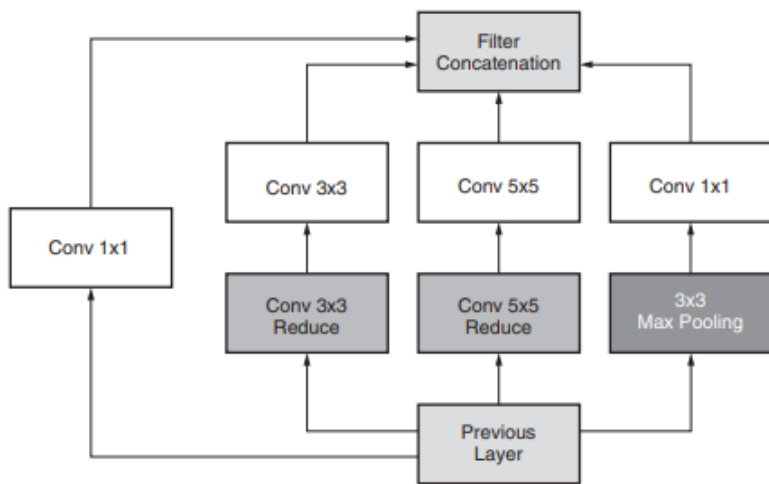 Filter
Concatenation
Conv 3x3
Conv 5x5
Conv 1x1
Conv 1x1
Conv 3x3
Reduce
Conv 5x5
Reduce
3x3
Max Pooling
Previous
Layer